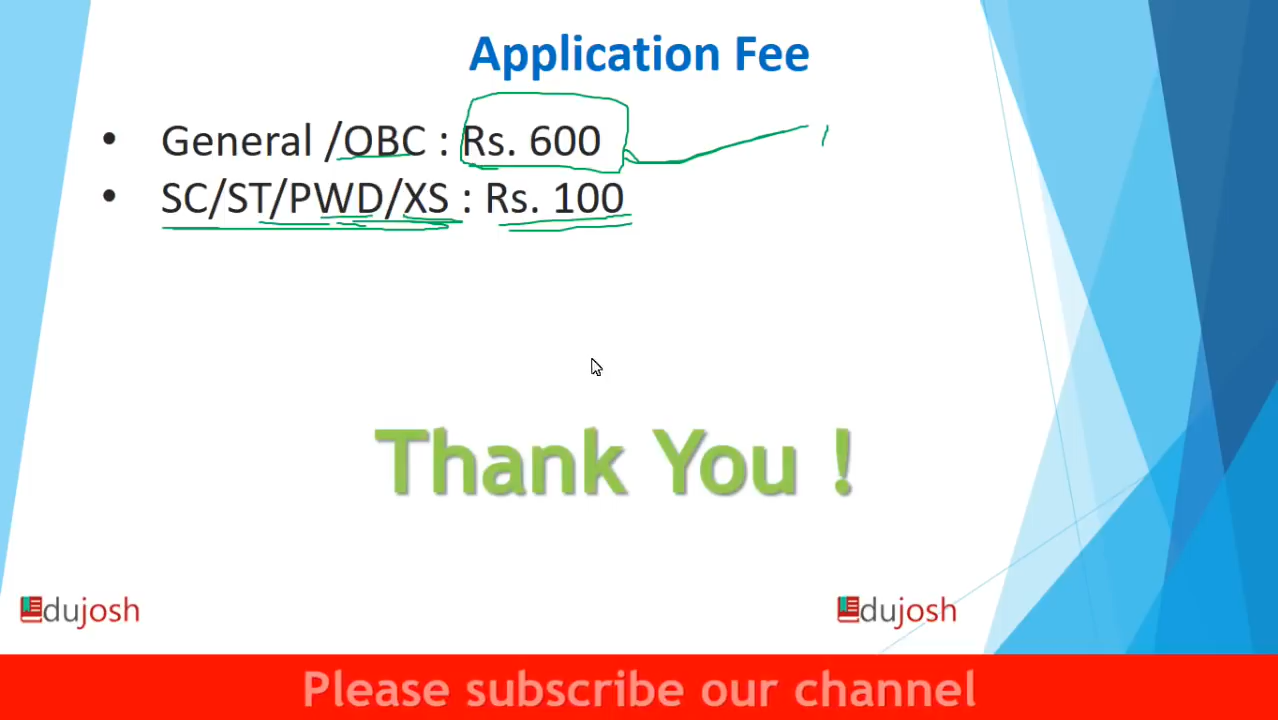 Application Fee
• General /OBC : Rs. 600
• SC/ST/PWD/XS : Rs. 100
Thank You !
Edujosh
Edujosh
Please subscribe our channel